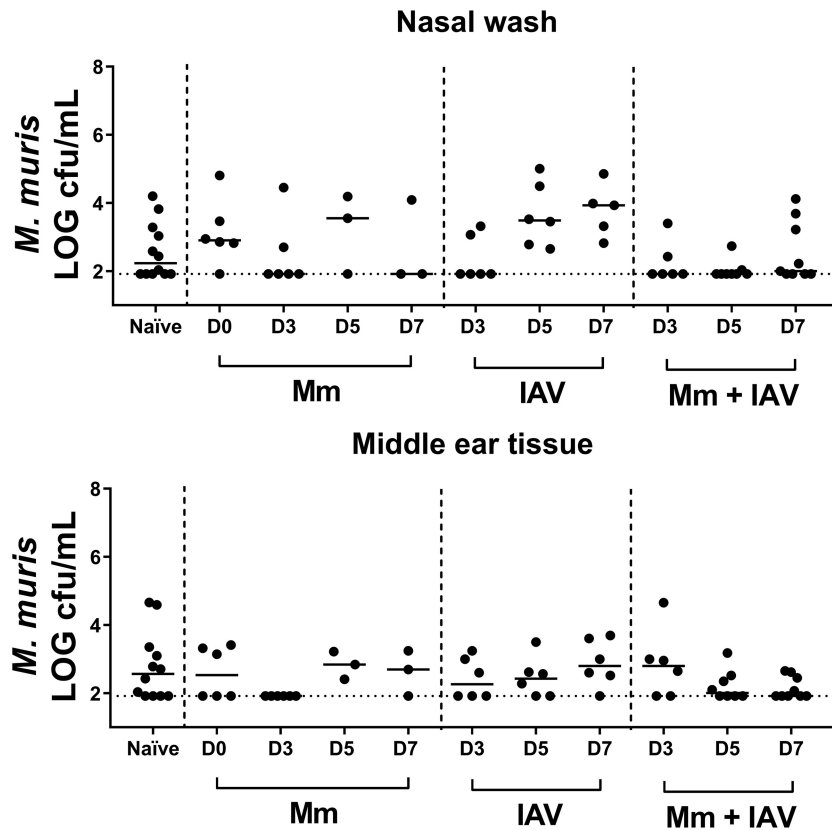 Nasal wash
M. muris
LOG cfu/mL
8
6
4
2
Naïve D0 D3 D5 D7 D3 D5 D7 D3 D5 D7
Mm IAV Mm + IAV
Middle ear tissue
M. muris
LOG cfu/mL
8
6
4
2
Naïve D0 D3 D5 D7 D3 D5 D7 D3 D5 D7
Mm IAV Mm + IAV